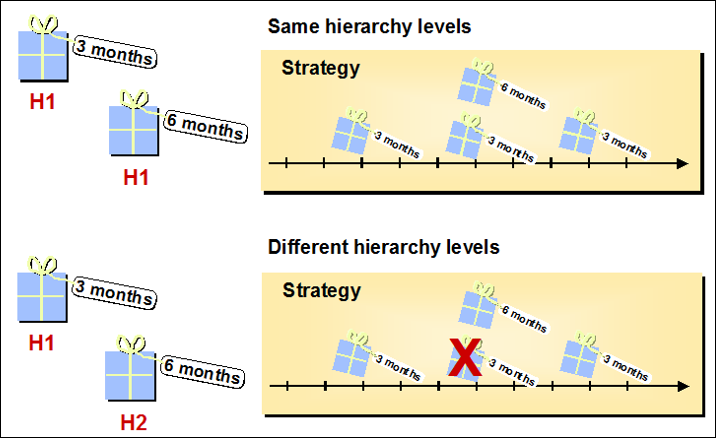 Same hierarchy levels
3 months
H1
6 months
H1
Strategy
6 months
3 months
3 months
3 months
Different hierarchy levels
3 months
H1
6 months
H2
Strategy
6 months
3 months
X
3 months
3 months